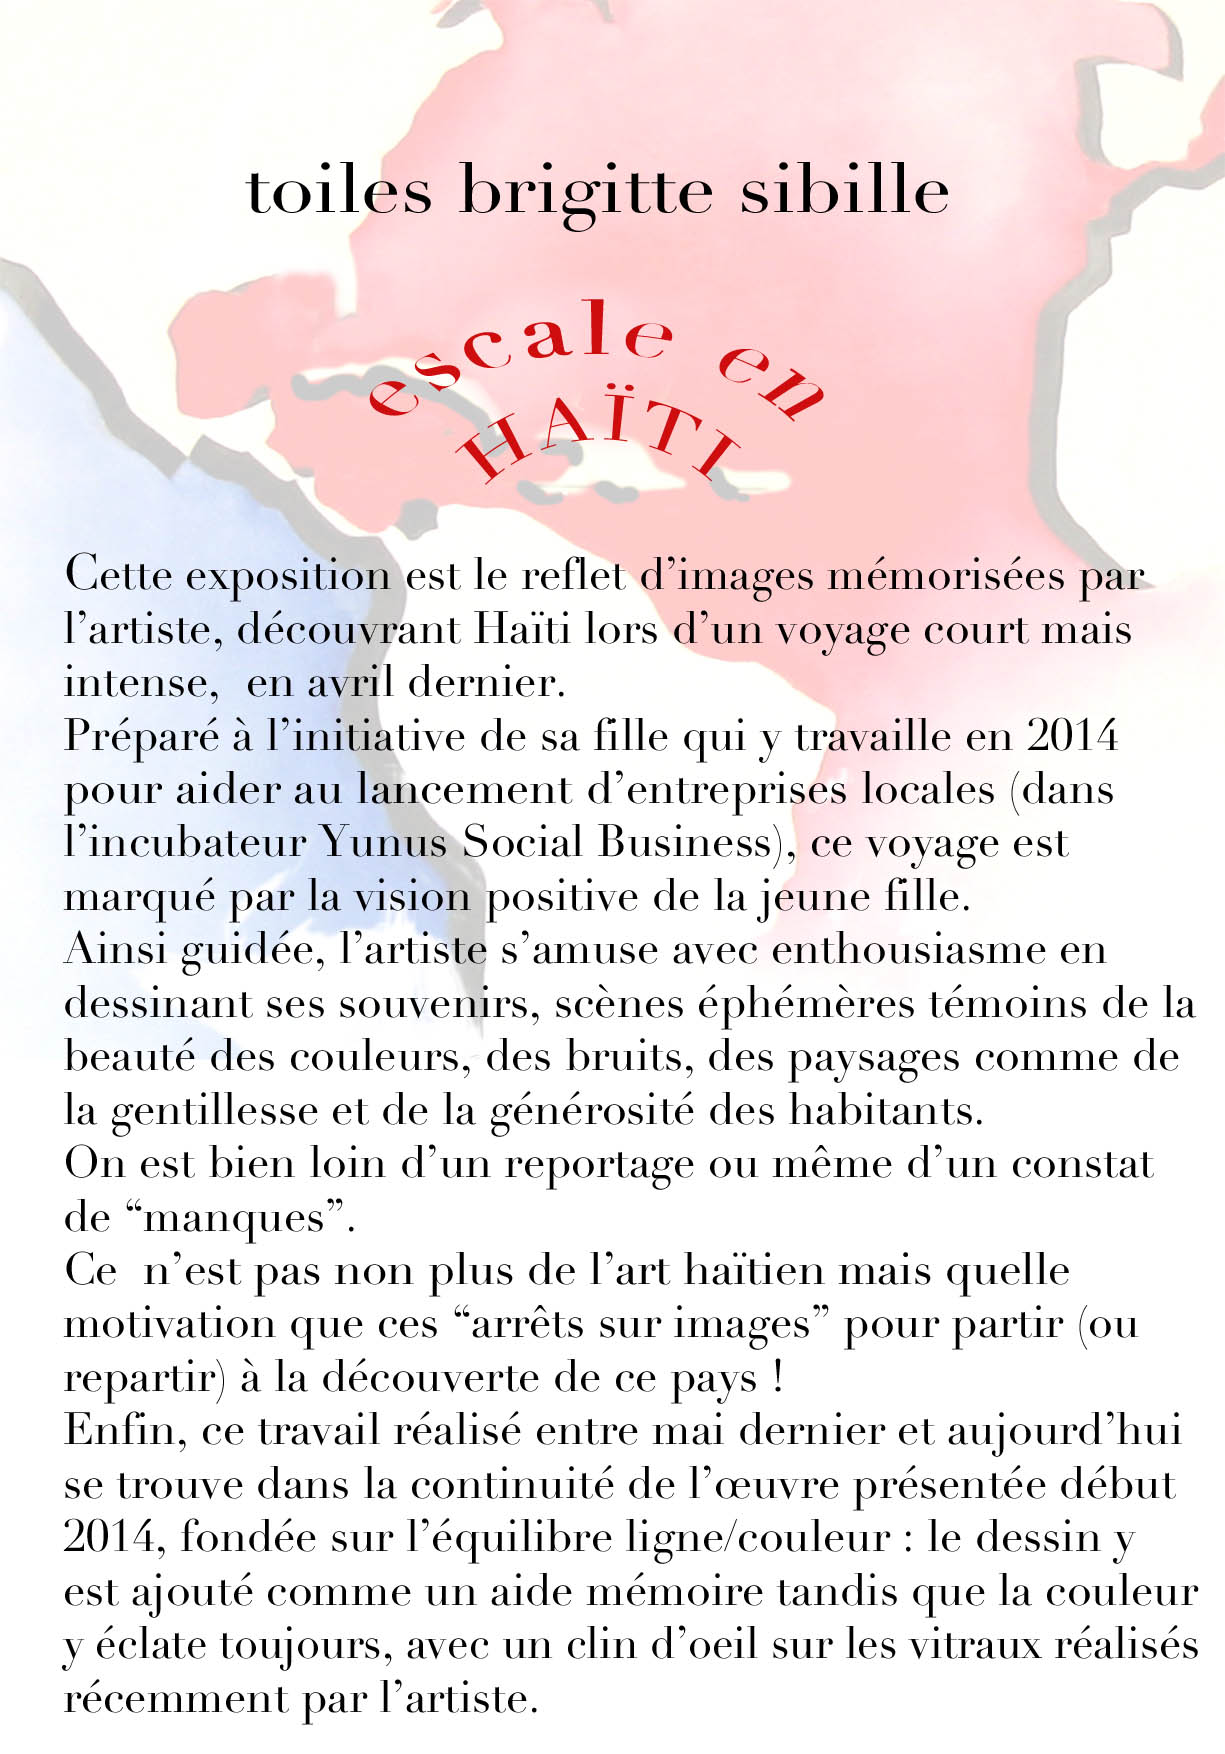 toiles brigitte sibille
escale en
HAÏTI
Cette exposition est le reflet d’images mémorisées par
l’artiste, découvrant Haïti lors d’un voyage court mais
intense,  en avril dernier.
Préparé à l’initiative de sa fille qui y travaille en 2014
pour aider au lancement d’entreprises locales (dans
l’incubateur Yunus Social Business), ce voyage est
marqué par la vision positive de la jeune fille.
Ainsi guidée, l’artiste s’amuse avec enthousiasme en
dessinant ses souvenirs, scènes éphémères témoins de la
beauté des couleurs, des bruits, des paysages comme de
la gentillesse et de la générosité des habitants.
On est bien loin d’un reportage ou même d’un constat
de “manques”.
Ce  n’est pas non plus de l’art haïtien mais quelle
motivation que ces “arrêts sur images” pour partir (ou
repartir) à la découverte de ce pays !
Enfin, ce travail réalisé entre mai dernier et aujourd’hui
se trouve dans la continuité de l’œuvre présentée début
2014, fondée sur l’équilibre ligne/couleur : le dessin y
est ajouté comme un aide mémoire tandis que la couleur
y éclate toujours, avec un clin d’oeil sur les vitraux réalisés
récemment par l’artiste.